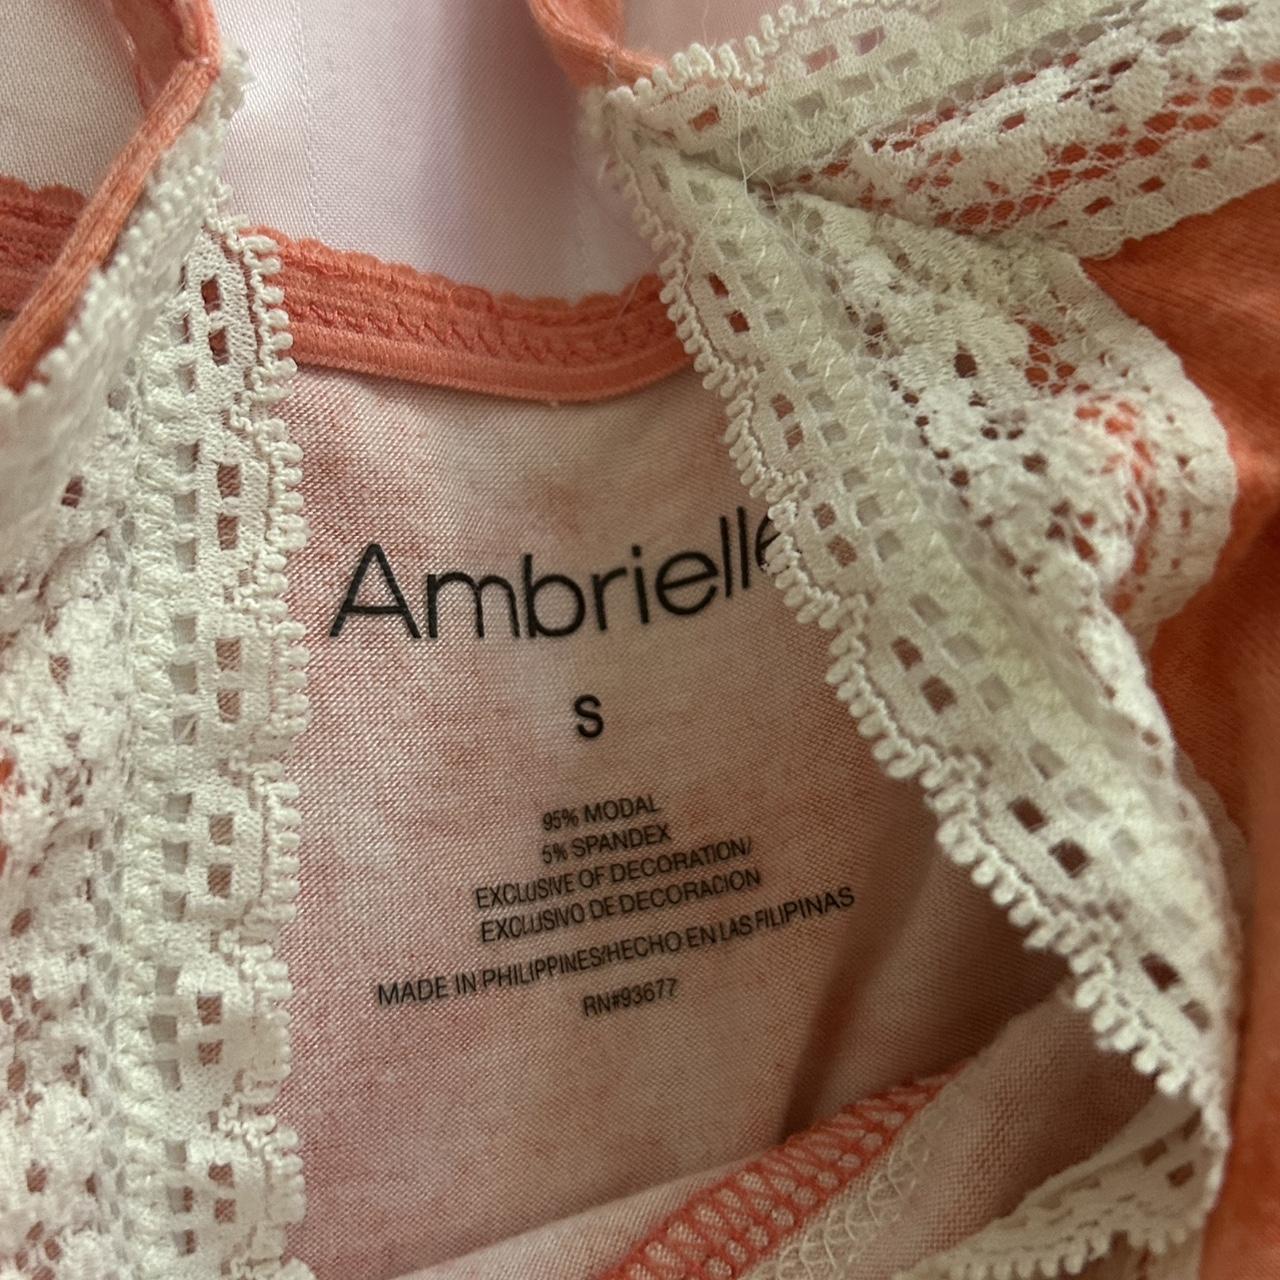 Ambrielle
S
95% MODAL
5% SPANDEX
EXCLUSIVE OF DECORATION/
EXCLUSIVO DE DECORACION
MADE IN PHILIPPINES/HECHO EN LAS FILIPINAS
RN#93677